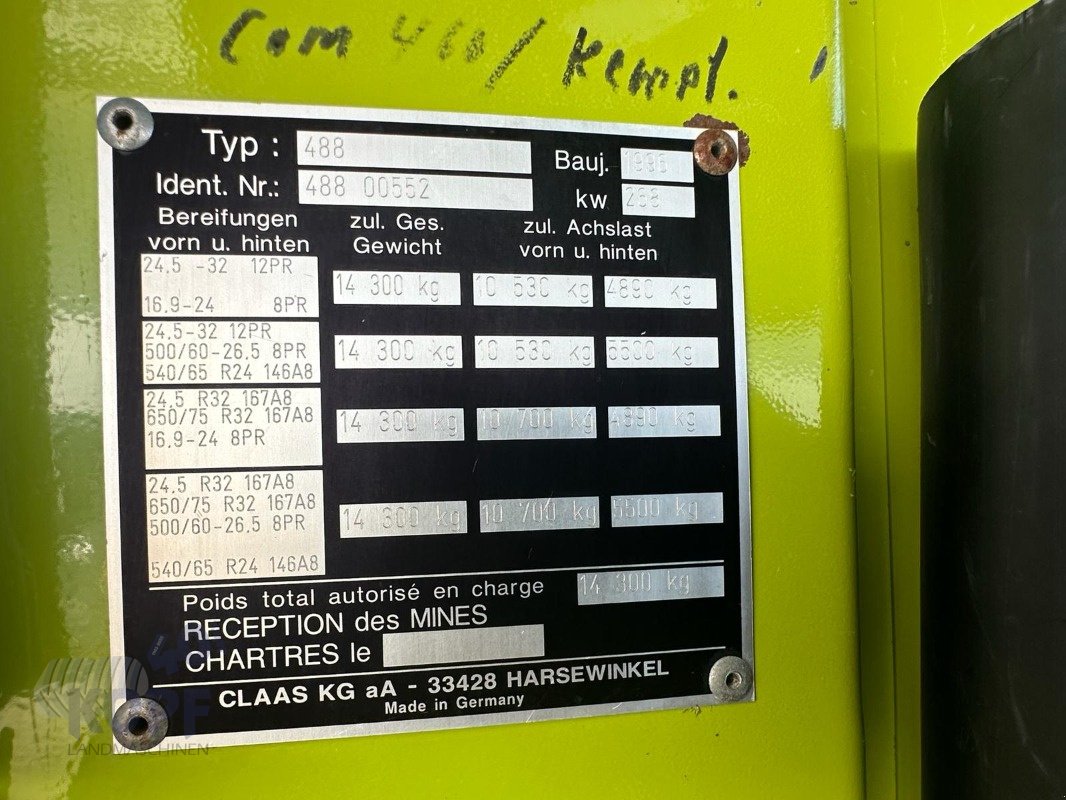 Com 460/ Kempt.
Typ : 488
Bauj. 1996
Ident. Nr.: 488 00552
kw
Bereifungen vorn u. hinten
zul. Ges. Gewicht
zul. Achslast vorn u. hinten
24,5 -32 12PR
16.9-24 8PR
14 300 kg 10 530 kg 4890 kg
24.5-32 12PR
500/60-26.5 8PR
540/65 R24 146A8
14 300 kg 10 530 kg 5500 kg
24,5 R32 167A8
650/75 R32 167A8
16.9-24 8PR
14 300 kg 10 700 kg 4890 kg
24,5 R32 167A8
650/75 R32 167A8
500/60-26.5 8PR
540/65 R24 146A8
14 300 kg 10 700 kg 5500 kg
Poids total autorisé en charge 14 300 kg
RECEPTION des MINES
CHARTRES le
CLAAS KG aA - 33428 HARSEWINKEL
Made in Germany
KOPF
LANDMASCHINEN